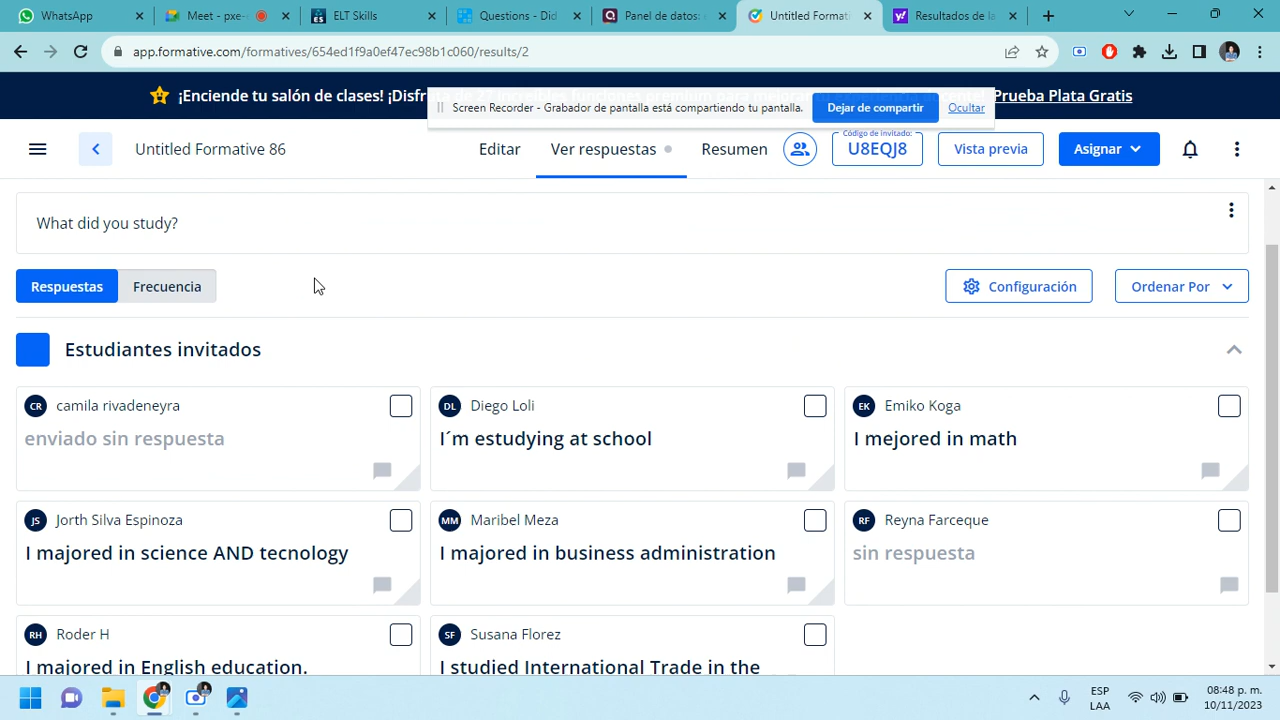 WhatsApp
Meet - pxe-
ELT Skills
Questions - Did
Panel de datos:
Untitled Formati
Resultados de la
app.formative.com/formatives/654ed1f9a0ef47ec98b1c060/results/2
¡Enciende tu salón de clases! ¡Disfr
Prueba Plata Gratis
Screen Recorder - Grabador de pantalla está compartiendo tu pantalla.
Dejar de compartir
Ocultar
Untitled Formative 86
Editar
Ver respuestas
Resumen
Código de invitado:
U8EQJ8
Vista previa
Asignar
What did you study?
Respuestas
Frecuencia
Configuración
Ordenar Por
Estudiantes invitados
CR camila rivadeneyra
enviado sin respuesta
DL Diego Loli
I´m estudying at school
EK Emiko Koga
I mejored in math
JS Jorth Silva Espinoza
I majored in science AND tecnology
MM Maribel Meza
I majored in business administration
RF Reyna Farceque
sin respuesta
RH Roder H
I majored in English education.
SF Susana Florez
I studied International Trade in the
ESP
LAA
08:48 p. m.
10/11/2023